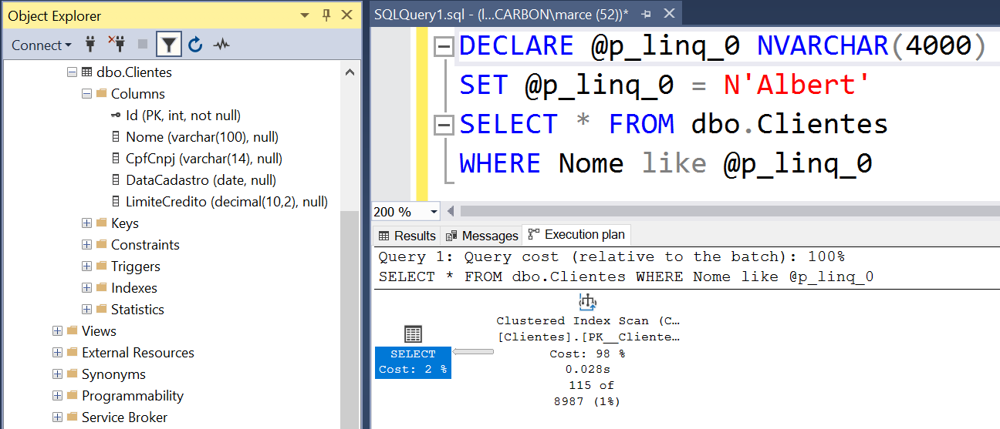 Object Explorer
Connect
dbo.Clientes
Columns
Id (PK, int, not null)
Nome (varchar(100), null)
CpfCnpj (varchar(14), null)
DataCadastro (date, null)
LimiteCredito (decimal(10,2), null)
Keys
Constraints
Triggers
Indexes
Statistics
Views
External Resources
Synonyms
Programmability
Service Broker
SQLQuery1.sql - (l...CARBON\marce (52))*
DECLARE @p_linq_0 NVARCHAR(4000)
SET @p_linq_0 = N'Albert'
SELECT * FROM dbo.Clientes
WHERE Nome like @p_linq_0
200 %
Results Messages Execution plan
Query 1: Query cost (relative to the batch): 100%
SELECT * FROM dbo.Clientes WHERE Nome like @p_linq_0
SELECT
Cost: 2 %
Clustered Index Scan (C…
[Clientes].[PK__Cliente…
Cost: 98 %
0.028s
115 of
8987 (1%)